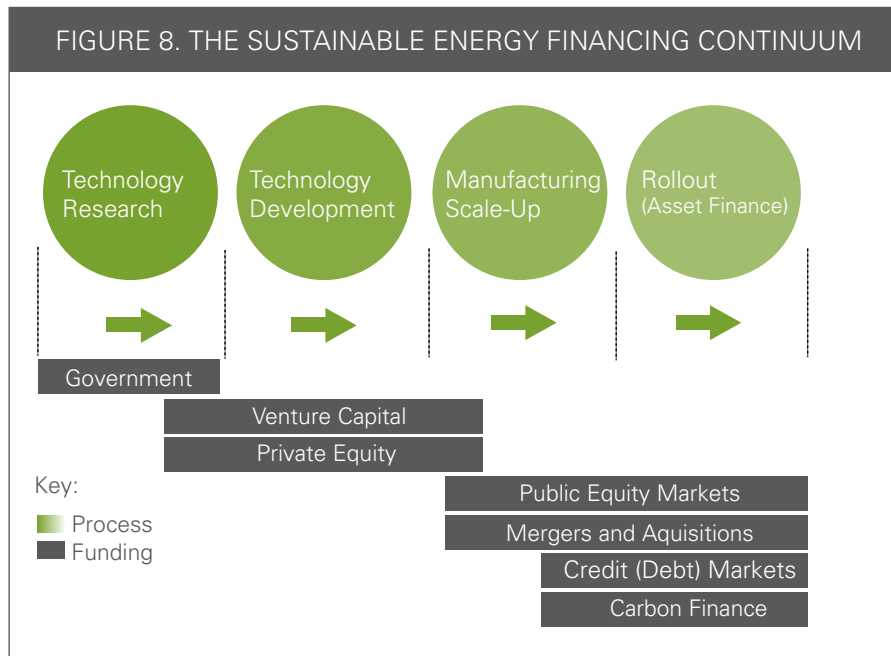 FIGURE 8. THE SUSTAINABLE ENERGY FINANCING CONTINUUM
Technology
Research
Technology
Development
Manufacturing
Scale-Up
Rollout
(Asset Finance)
Government
Venture Capital
Private Equity
Public Equity Markets
Mergers and Aquisitions
Credit (Debt) Markets
Carbon Finance
Key:
Process
Funding